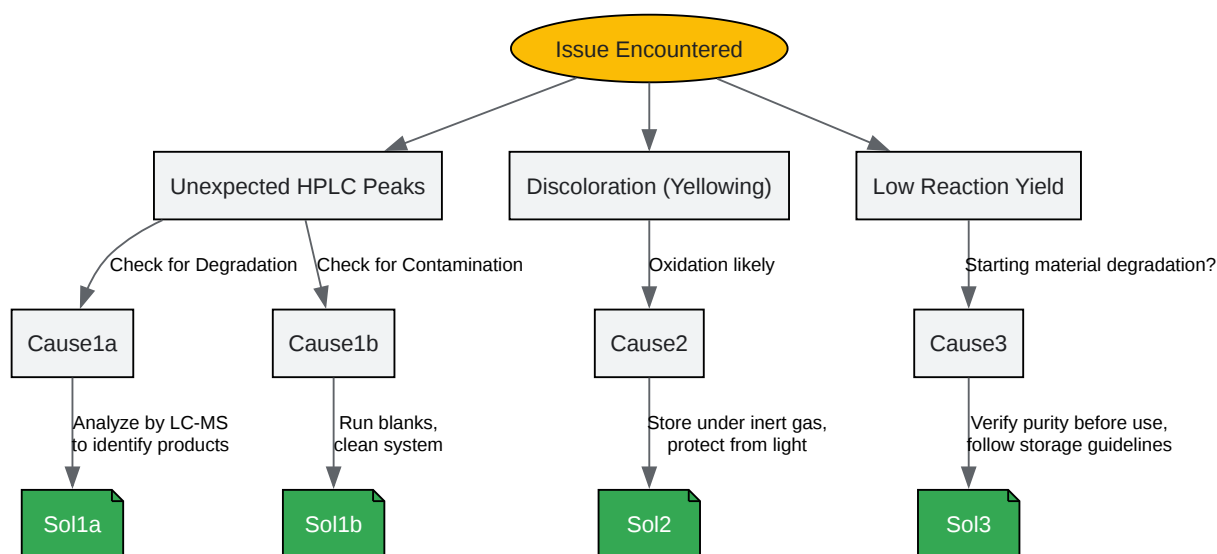 Issue Encountered
Unexpected HPLC Peaks
Discoloration (Yellowing)
Low Reaction Yield
Check for Degradation
Check for Contamination
Oxidation likely
Starting material degradation?
Cause1a
Cause1b
Cause2
Cause3
Analyze by LC-MS
to identify products
Run blanks,
clean system
Store under inert gas,
protect from light
Verify purity before use,
follow storage guidelines
Sol1a
Sol1b
Sol2
Sol3